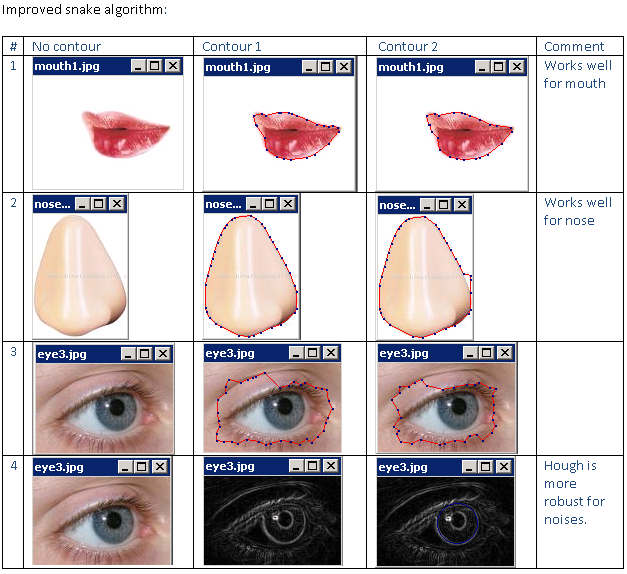 Improved snake algorithm:
# No contour Contour 1 Contour 2 Comment
1 mouth1.jpg mouth1.jpg mouth1.jpg Works well
for mouth
2 nose... nose... nose... Works well
for nose
3 eye3.jpg eye3.jpg eye3.jpg
4 eye3.jpg eye3.jpg eye3.jpg Hough is
more
robust for
noises.